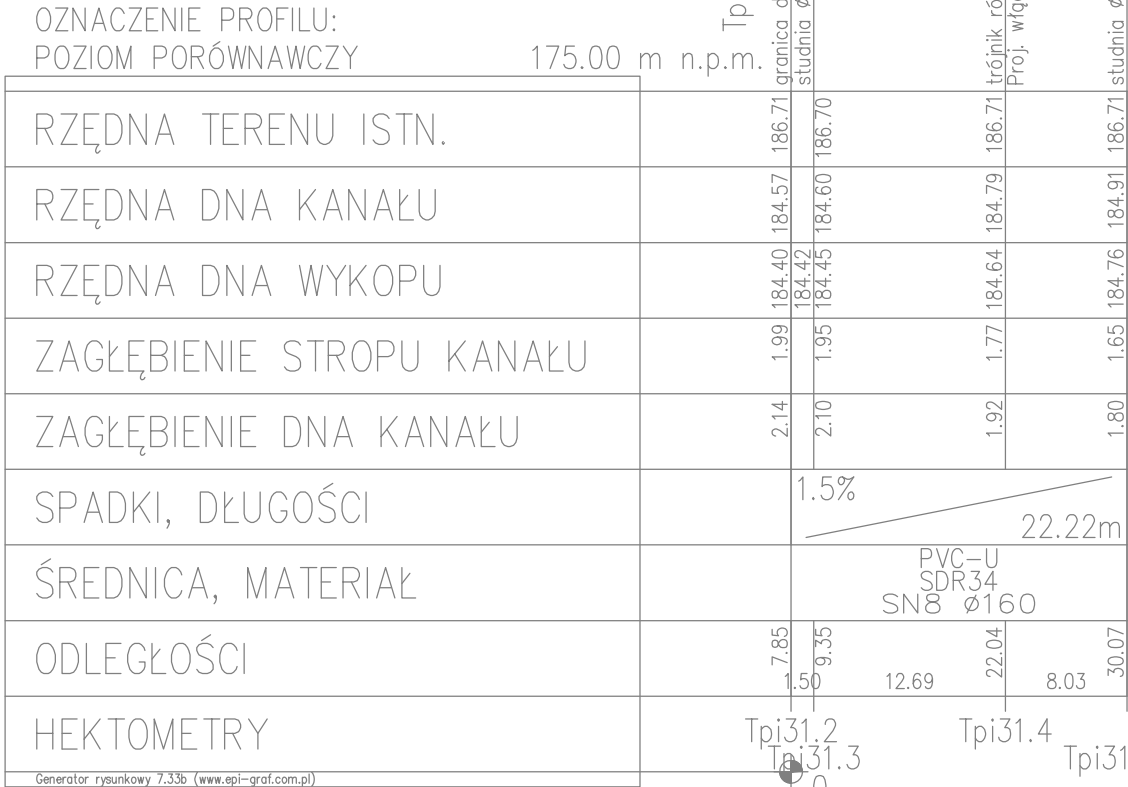 OZNACZENIE PROFILU:
POZIOM PORÓWNAWCZY 175.00 m n.p.m.
Tpi
granica d
studnia ø
trójnik ró
Proj. włą
studnia ø
RZĘDNA TERENU ISTN. 186.71 186.70 186.71 186.71
RZĘDNA DNA KANAŁU 184.57 184.60 184.79 184.91
RZĘDNA DNA WYKOPU 184.40 184.42 184.45 184.64 184.76
ZAGŁĘBIENIE STROPU KANAŁU 1.99 1.95 1.77 1.65
ZAGŁĘBIENIE DNA KANAŁU 2.14 2.10 1.92 1.80
SPADKI, DŁUGOŚCI 1.5% 22.22m
ŚREDNICA, MATERIAŁ
PVC-U
SDR34
SN8 ø160
ODLEGŁOŚCI 7.85 9.35 22.04 30.07
1.50 12.69 8.03
HEKTOMETRY Tpi31.2 Tpi31.4
Tpi31.3 Tpi31
0
Generator rysunkowy 7.33b (www.epi-graf.com.pl)